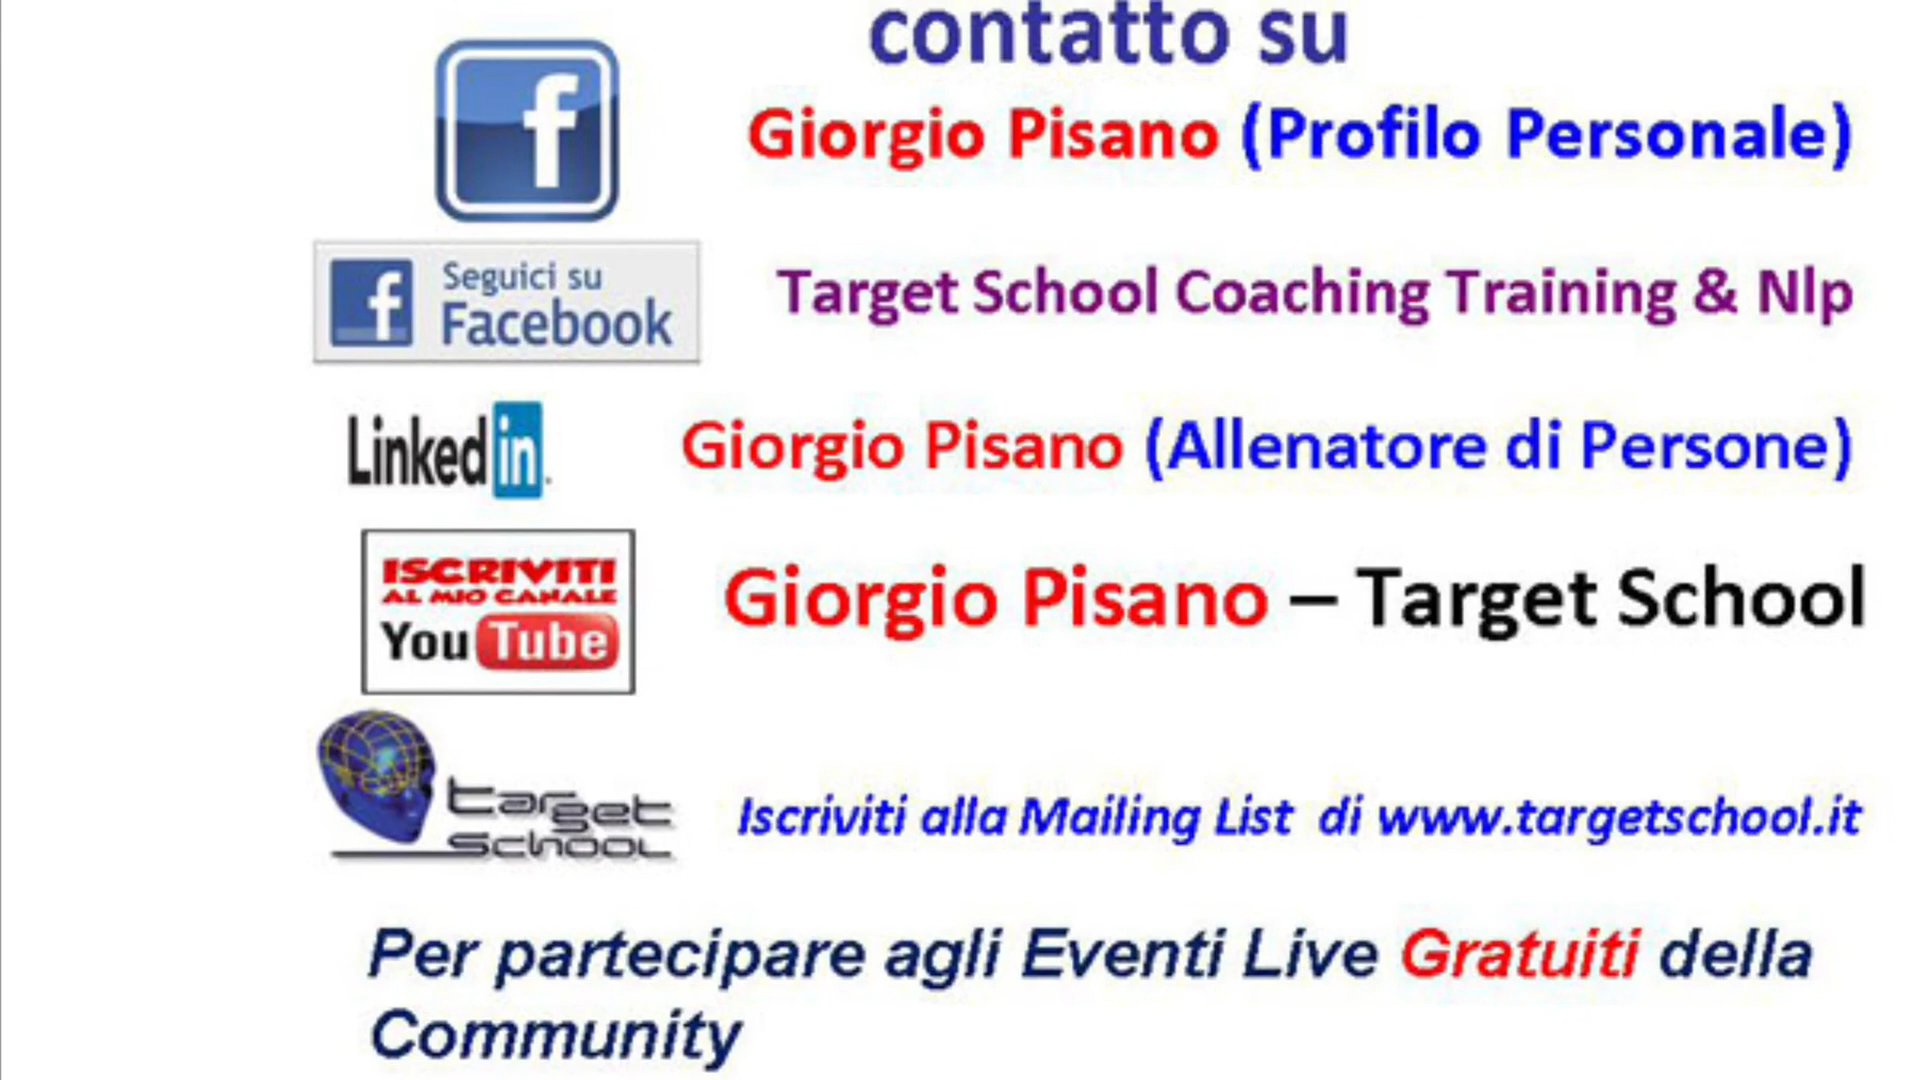 contatto su
f
Giorgio Pisano (Profilo Personale)
f Seguici su
Facebook
Target School Coaching Training & Nlp
Linked in
Giorgio Pisano (Allenatore di Persone)
ISCRIVITI
AL MIO CANALE
YouTube
Giorgio Pisano – Target School
target
school
Iscriviti alla Mailing List di www.targetschool.it
Per partecipare agli Eventi Live Gratuiti della
Community